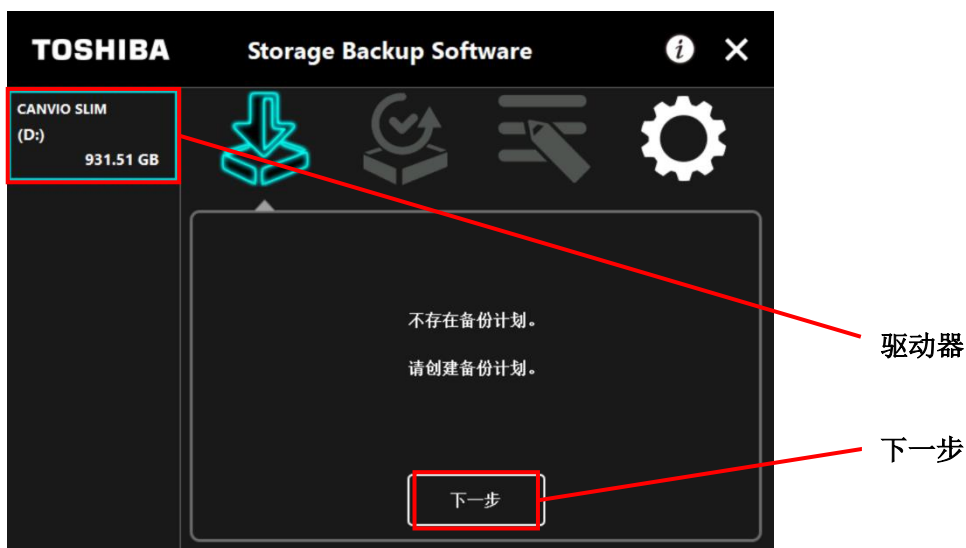 TOSHIBA
Storage Backup Software
i
CANVIO SLIM
(D:)
931.51 GB
不存在备份计划。
请创建备份计划。
驱动器
下一步
下一步